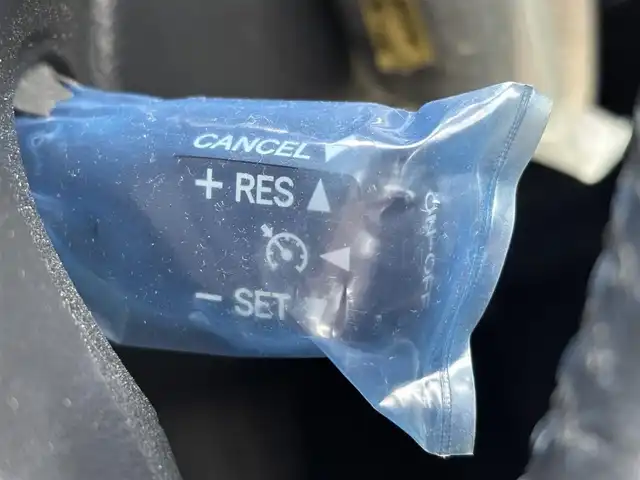 CANCEL ▼
+ RES ▲
◀
− SET ▼
ON•OFF